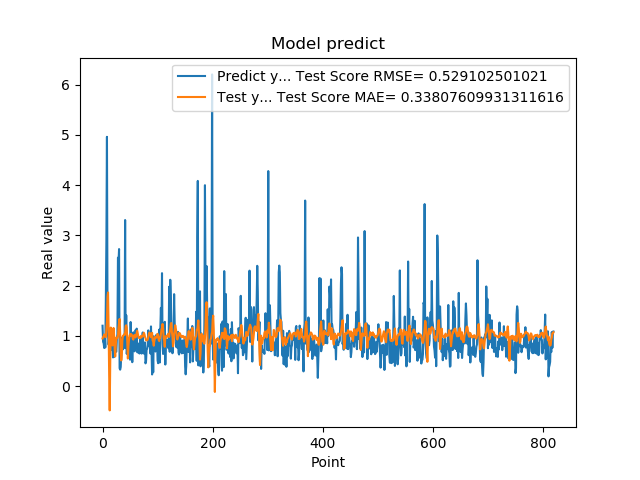 Model predict
Predict y... Test Score RMSE= 0.529102501021
Test y... Test Score MAE= 0.33807609931311616
6
5
4
3
2
1
0
Real value
0 200 400 600 800
Point